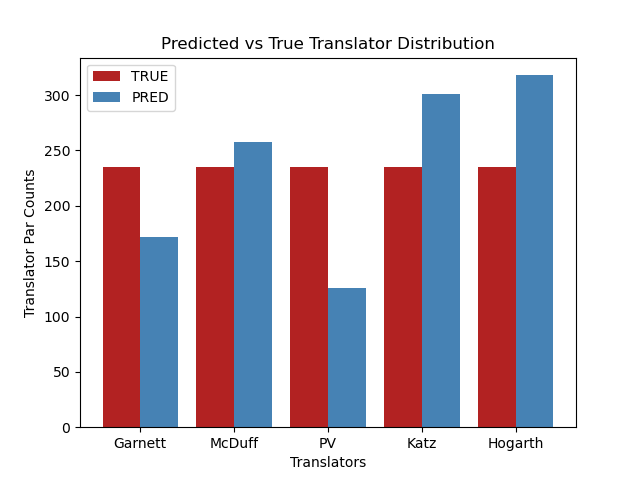 Predicted vs True Translator Distribution
TRUE
PRED
Translator Par Counts
300
250
200
150
100
50
0
Garnett McDuff PV Katz Hogarth
Translators